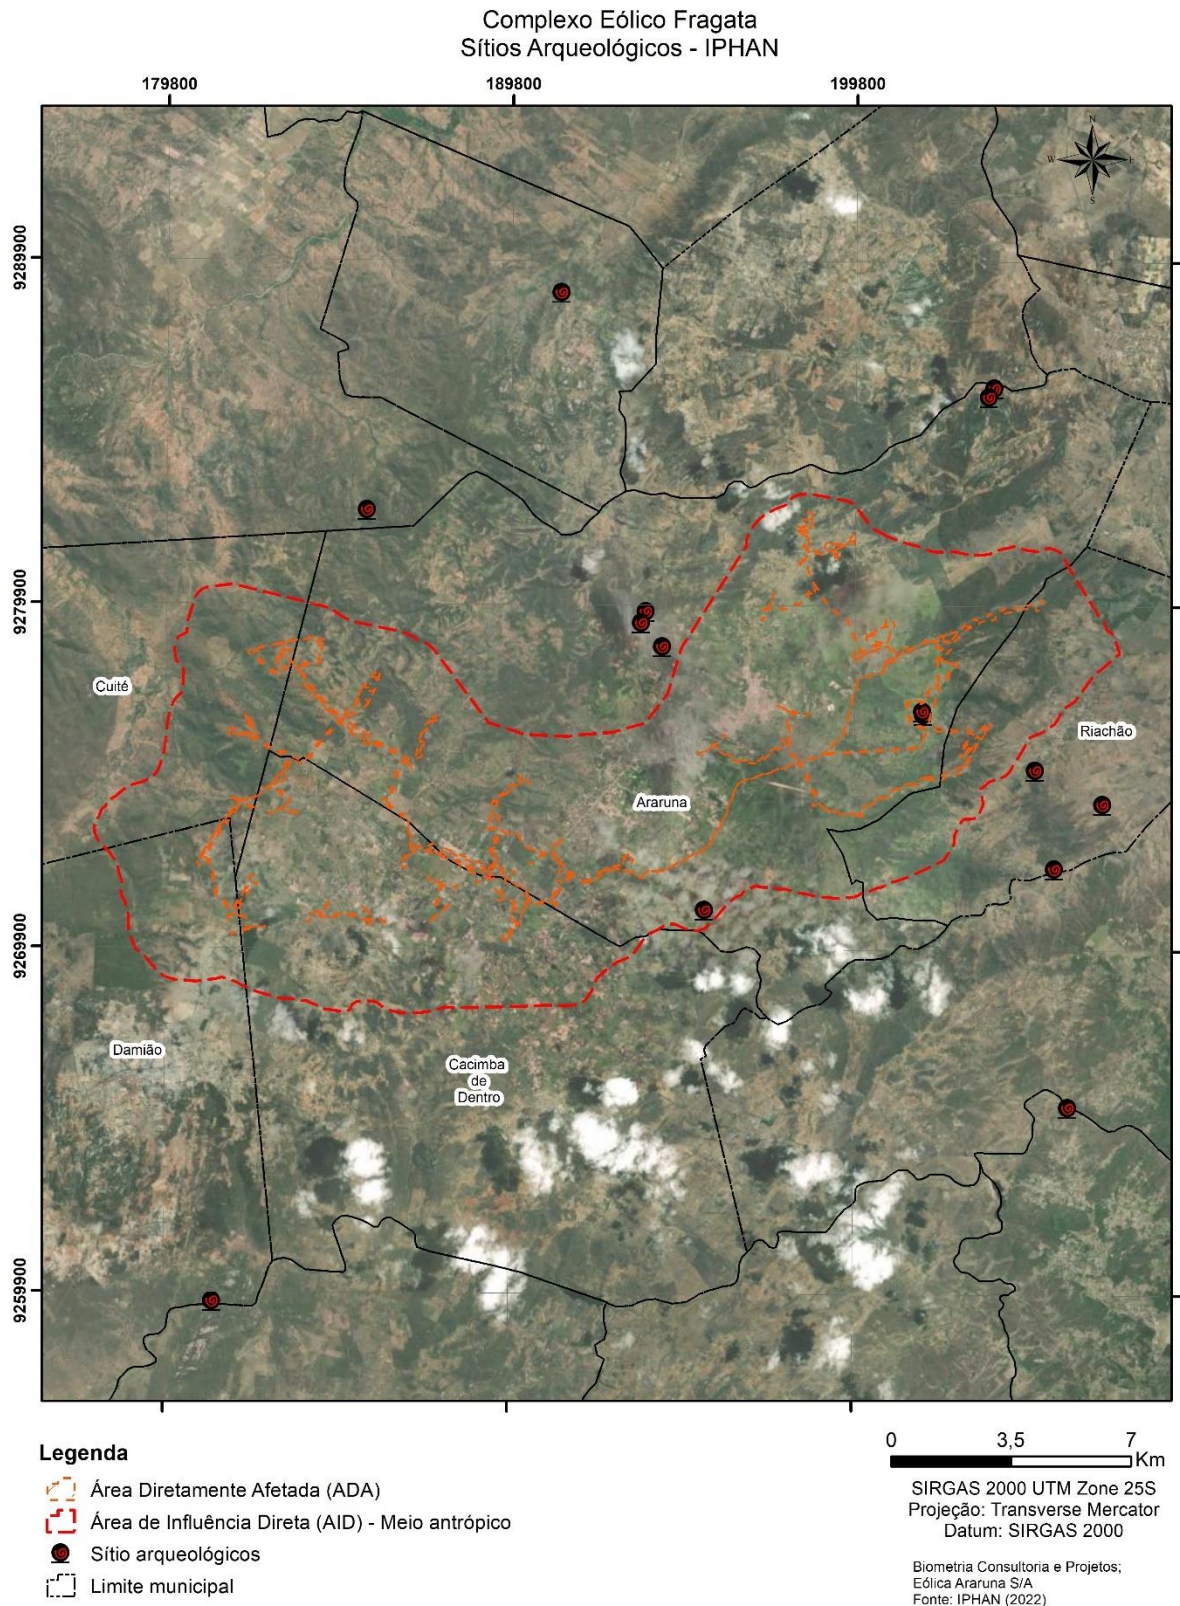 Complexo Eólico Fragata
Sítios Arqueológicos - IPHAN
179800 189800 199800
N
W E
S
9289900
9279900
9269900
9259900
Cuité
Riachão
Araruna
Damião
Cacimba
de
Dentro
Legenda
Área Diretamente Afetada (ADA)
Área de Influência Direta (AID) - Meio antrópico
Sítio arqueológicos
Limite municipal
0 3,5 7
Km
SIRGAS 2000 UTM Zone 25S
Projeção: Transverse Mercator
Datum: SIRGAS 2000
Biometria Consultoria e Projetos;
Eólica Araruna S/A
Fonte: IPHAN (2022)